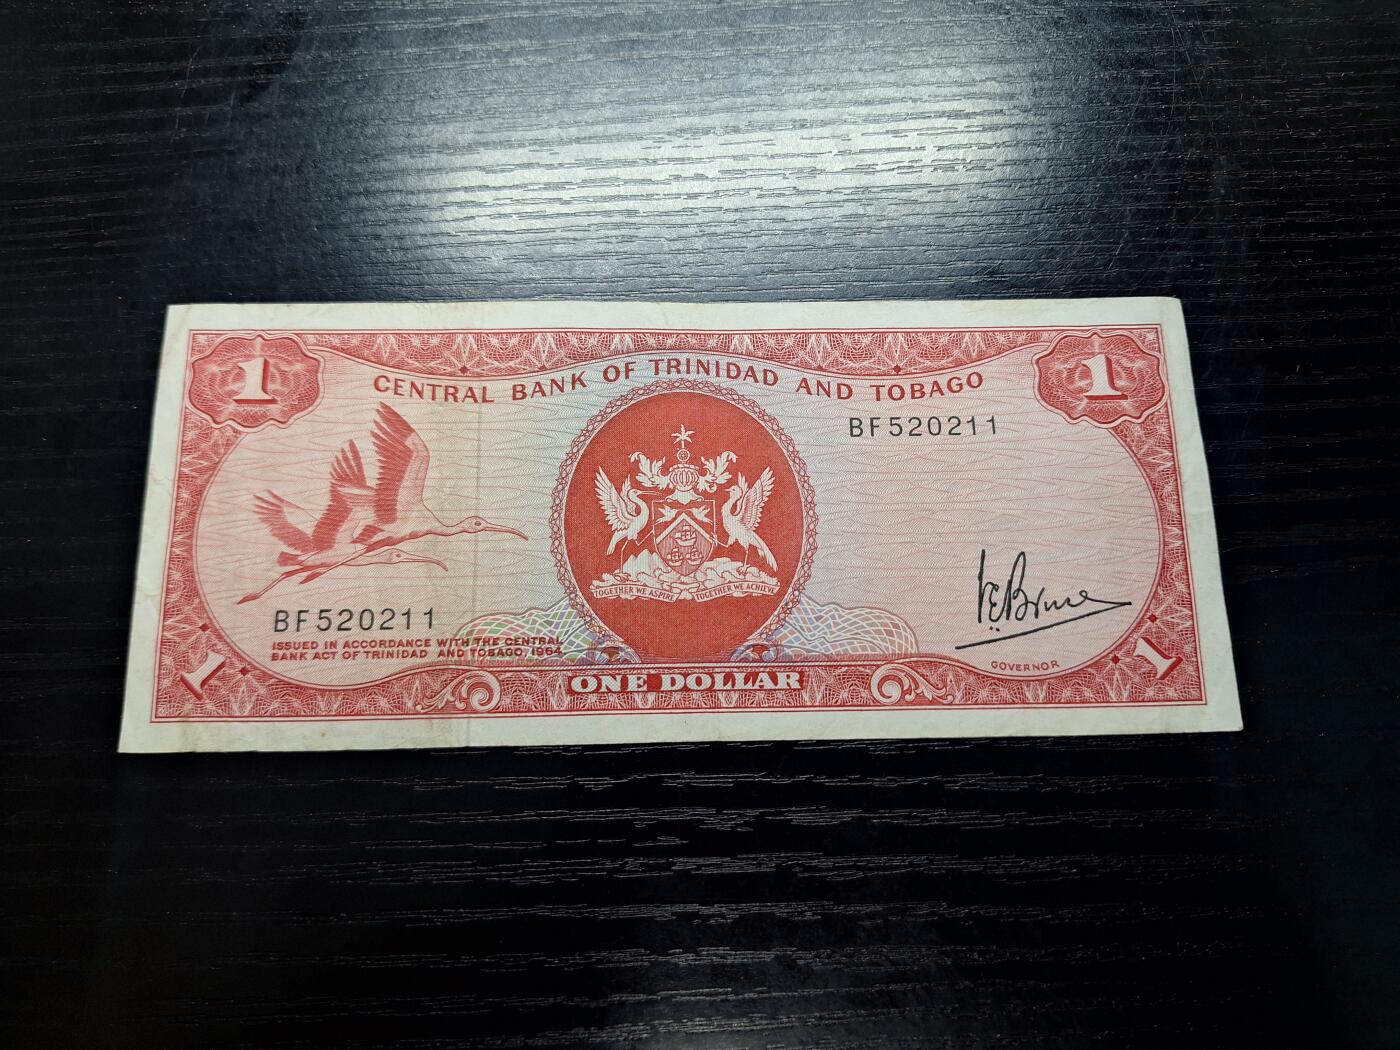 1 1
CENTRAL BANK OF TRINIDAD AND TOBAGO
BF520211
TOGETHER WE ASPIRE TOGETHER WE ACHIEVE
BF520211
ISSUED IN ACCORDANCE WITH THE CENTRAL
BANK ACT OF TRINIDAD AND TOBAGO, 1964
V.E. Bruce
GOVERNOR
1 ONE DOLLAR 1